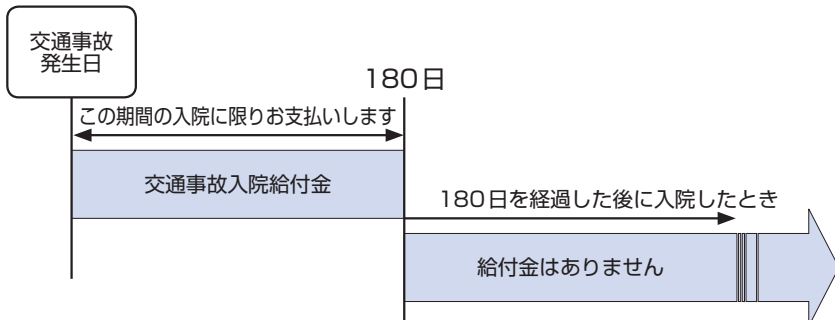 交通事故
発生日
180日
この期間の入院に限りお支払いします
交通事故入院給付金
180日を経過した後に入院したとき
給付金はありません